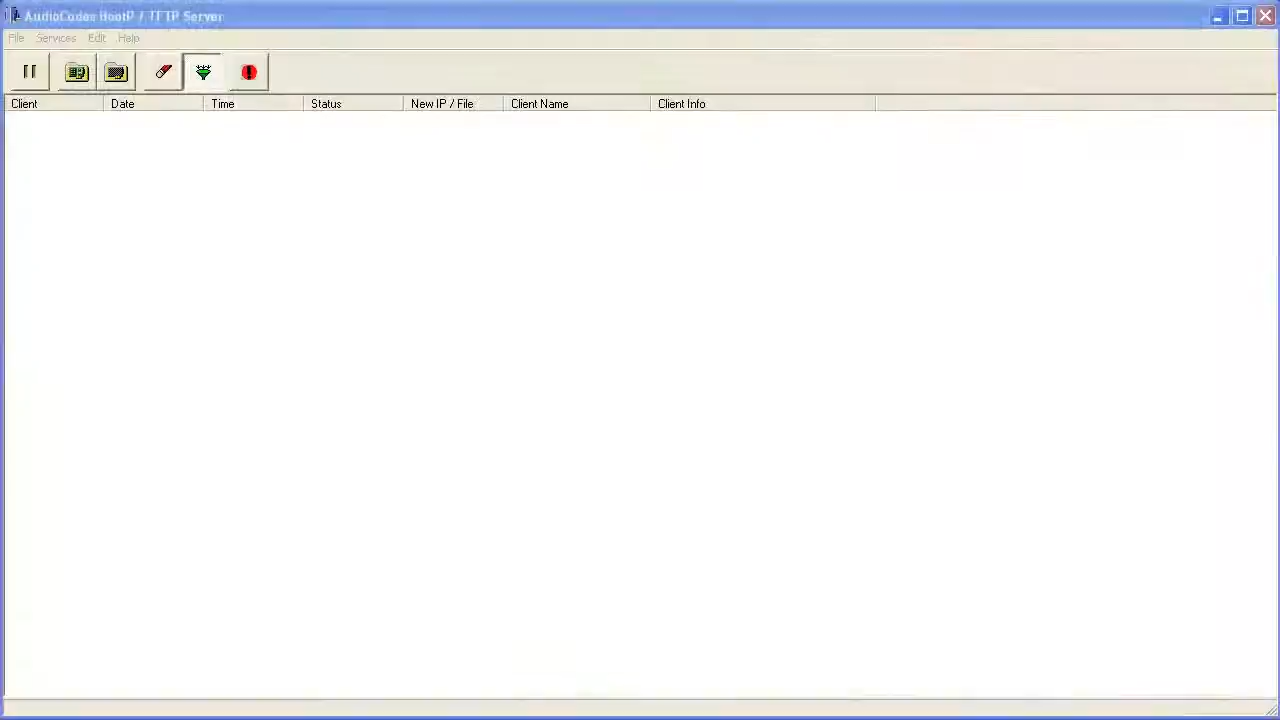 AudioCodes BootP / TFTP Server
File Services Edit Help
Client Date Time Status New IP / File Client Name Client Info